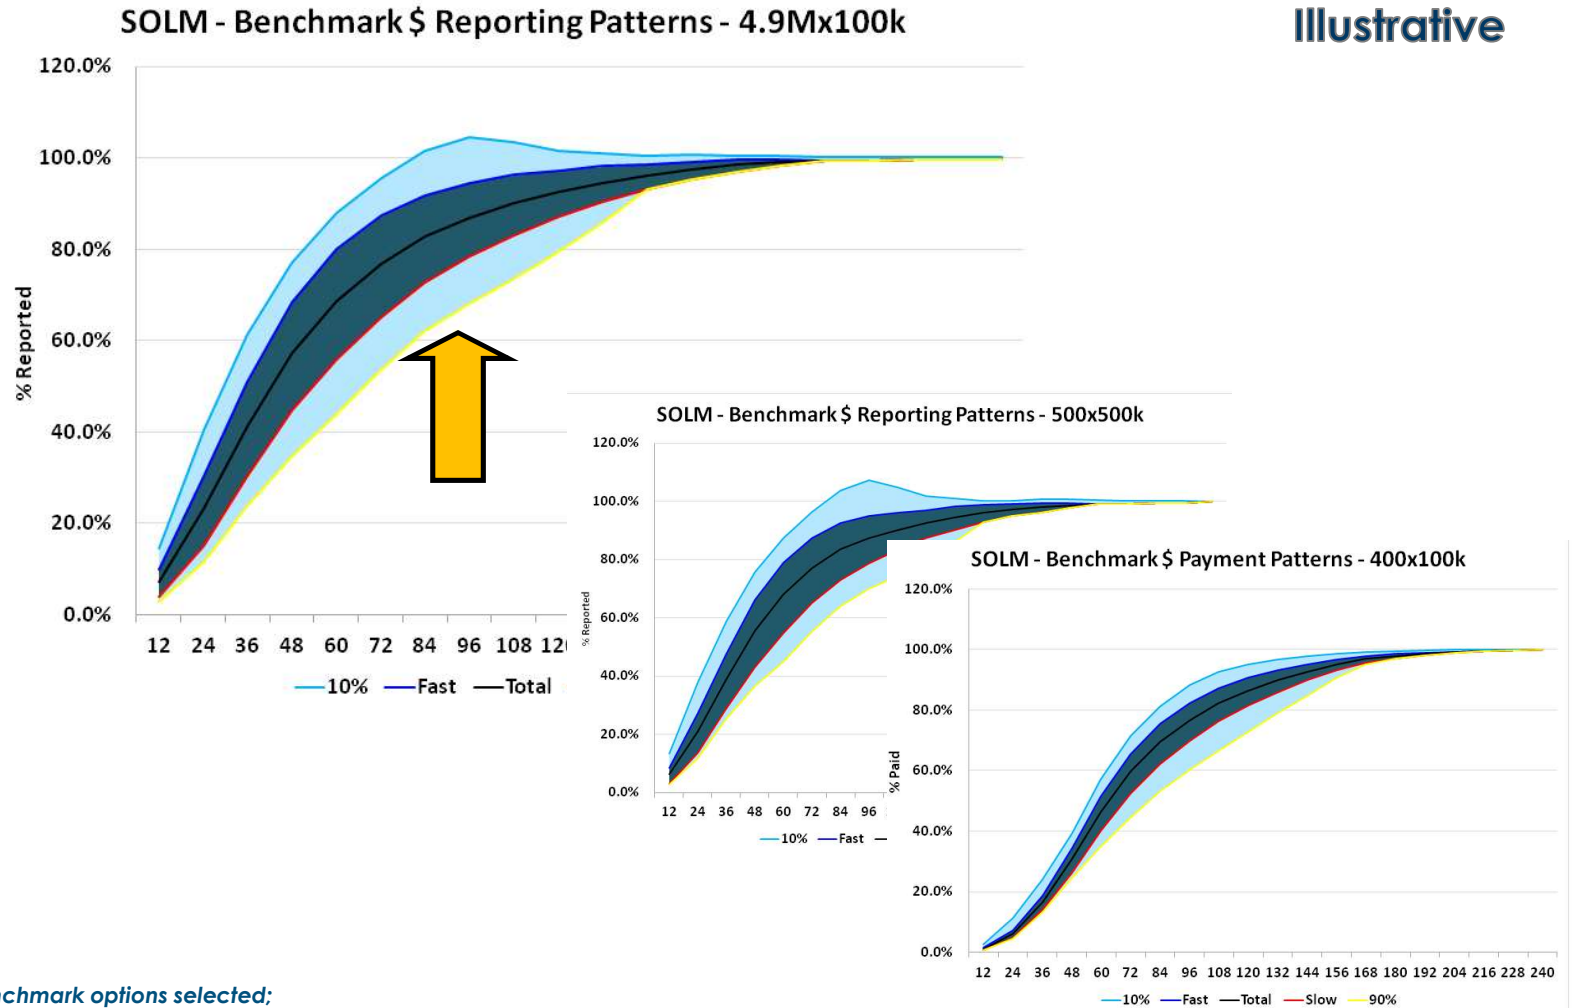 SOLM - Benchmark $ Reporting Patterns - 4.9Mx100k
Illustrative
120.0%
100.0%
80.0%
60.0%
40.0%
20.0%
0.0%
% Reported
12 24 36 48 60 72 84 96 108
10% Fast Total
SOLM - Benchmark $ Reporting Patterns - 500x500k
120.0%
100.0%
80.0%
60.0%
40.0%
20.0%
0.0%
% Reported
12 24 36 48 60 72 84 96
10% Fast
SOLM - Benchmark $ Payment Patterns - 400x100k
120.0%
100.0%
80.0%
60.0%
40.0%
20.0%
0.0%
% Paid
12 24 36 48 60 72 84 96 108 120 132 144 156 168 180 192 204 216 228 240
10% Fast Total Slow 90%
options selected;